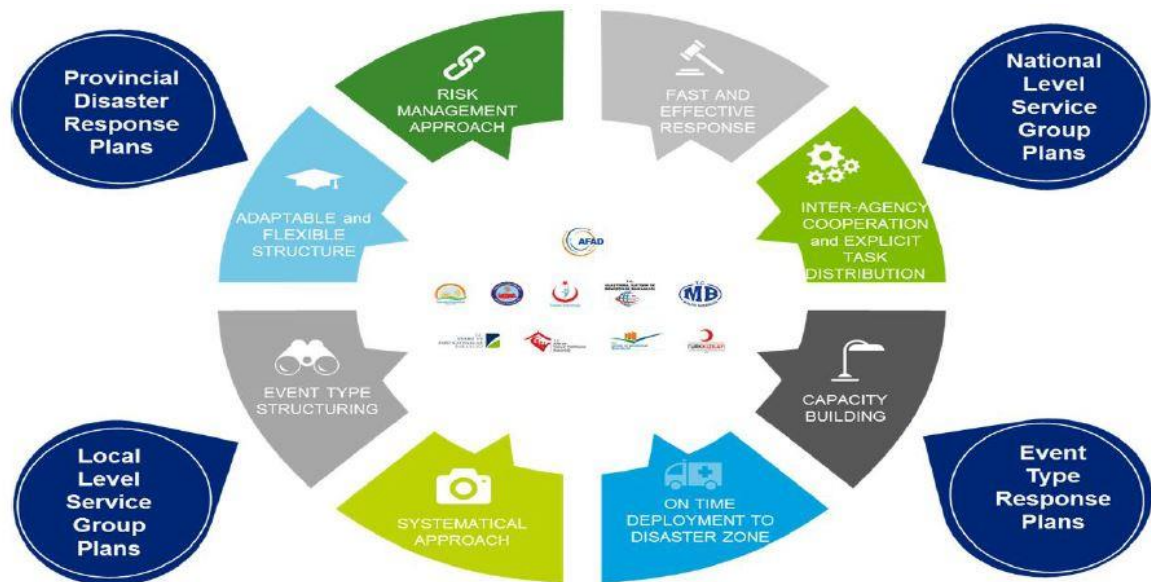 Provincial
Disaster
Response
Plans
RISK
MANAGEMENT
APPROACH
FAST AND
EFFECTIVE
RESPONSE
National
Level
Service
Group
Plans
ADAPTABLE and
FLEXIBLE
STRUCTURE
INTER-AGENCY
COOPERATION
and EXPLICIT
TASK
DISTRIBUTION
AFAD
T.C.
MB
EVENT TYPE
STRUCTURING
CAPACITY
BUILDING
Local
Level
Service
Group
Plans
SYSTEMATICAL
APPROACH
ON TIME
DEPLOYMENT TO
DISASTER ZONE
Event
Type
Response
Plans